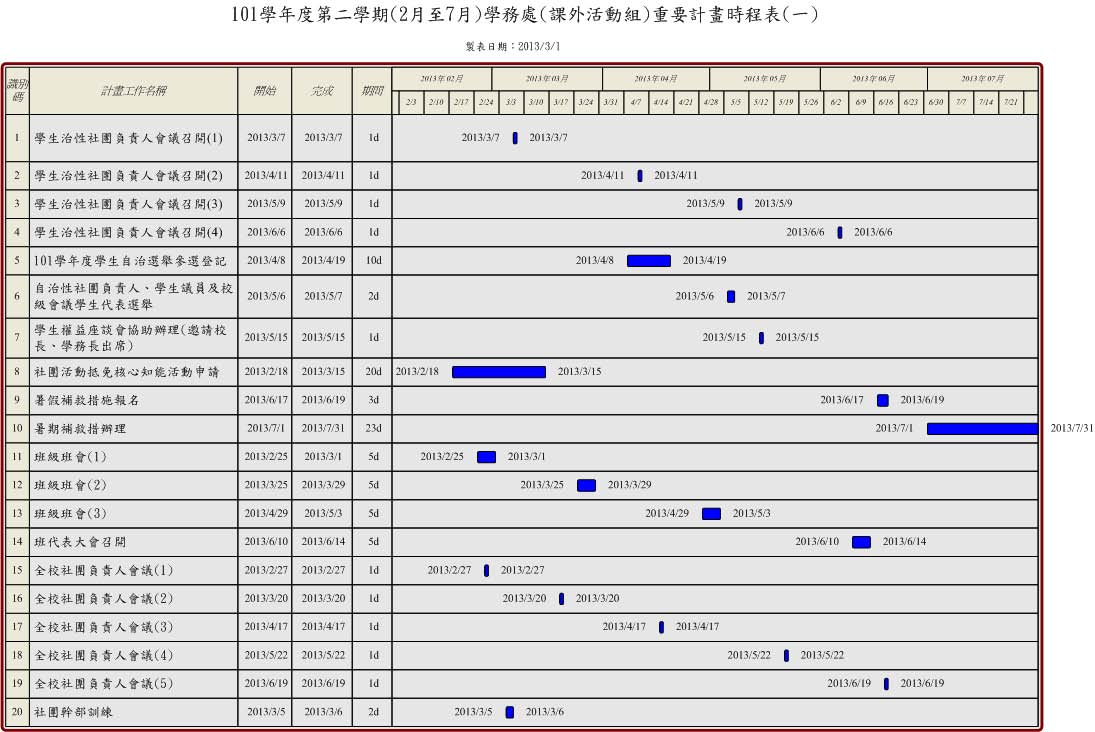 101學年度第二學期(2月至7月)學務處(課外活動組)重要計畫時程表(一)
製表日期：2013/3/1
識別碼 計畫工作名稱 開始 完成 期間 2013年02月 2013年03月 2013年04月 2013年05月 2013年06月 2013年07月
2/3 2/10 2/17 2/24 3/3 3/10 3/17 3/24 3/31 4/7 4/14 4/21 4/28 5/5 5/12 5/19 5/26 6/2 6/9 6/16 6/23 6/30 7/7 7/14 7/21
1 學生治性社團負責人會議召開(1) 2013/3/7 2013/3/7 1d 2013/3/7 2013/3/7
2 學生治性社團負責人會議召開(2) 2013/4/11 2013/4/11 1d 2013/4/11 2013/4/11
3 學生治性社團負責人會議召開(3) 2013/5/9 2013/5/9 1d 2013/5/9 2013/5/9
4 學生治性社團負責人會議召開(4) 2013/6/6 2013/6/6 1d 2013/6/6 2013/6/6
5 101學年度學生自治選舉參選登記 2013/4/8 2013/4/19 10d 2013/4/8 2013/4/19
6 自治性社團負責人、學生議員及校
級會議學生代表選舉 2013/5/6 2013/5/7 2d 2013/5/6 2013/5/7
7 學生權益座談會協助辦理(邀請校
長、學務長出席) 2013/5/15 2013/5/15 1d 2013/5/15 2013/5/15
8 社團活動抵免核心知能活動申請 2013/2/18 2013/3/15 20d 2013/2/18 2013/3/15
9 暑假補救措施報名 2013/6/17 2013/6/19 3d 2013/6/17 2013/6/19
10 暑期補救措辦理 2013/7/1 2013/7/31 23d 2013/7/1 2013/7/31
11 班級班會(1) 2013/2/25 2013/3/1 5d 2013/2/25 2013/3/1
12 班級班會(2) 2013/3/25 2013/3/29 5d 2013/3/25 2013/3/29
13 班級班會(3) 2013/4/29 2013/5/3 5d 2013/4/29 2013/5/3
14 班代表大會召開 2013/6/10 2013/6/14 5d 2013/6/10 2013/6/14
15 全校社團負責人會議(1) 2013/2/27 2013/2/27 1d 2013/2/27 2013/2/27
16 全校社團負責人會議(2) 2013/3/20 2013/3/20 1d 2013/3/20 2013/3/20
17 全校社團負責人會議(3) 2013/4/17 2013/4/17 1d 2013/4/17 2013/4/17
18 全校社團負責人會議(4) 2013/5/22 2013/5/22 1d 2013/5/22 2013/5/22
19 全校社團負責人會議(5) 2013/6/19 2013/6/19 1d 2013/6/19 2013/6/19
20 社團幹部訓練 2013/3/5 2013/3/6 2d 2013/3/5 2013/3/6